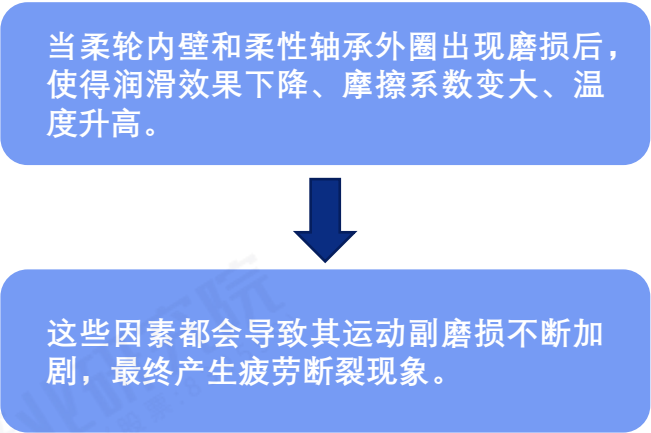 当柔轮内壁和柔性轴承外圈出现磨损后，
使得润滑效果下降、摩擦系数变大、温
度升高。
这些因素都会导致其运动副磨损不断加
剧，最终产生疲劳断裂现象。